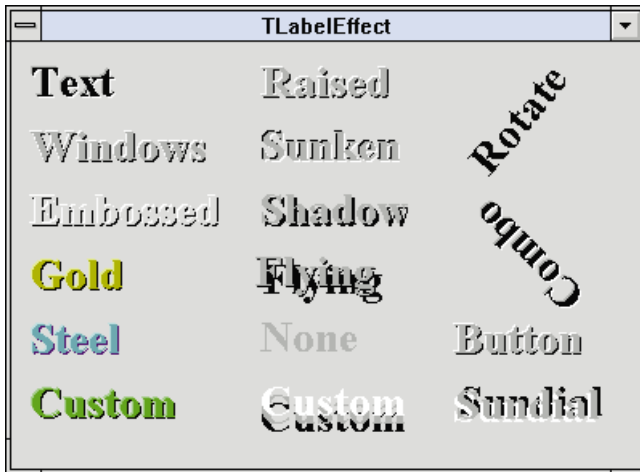 TLabelEffect
Text Raised Rotate
Windows Sunken
Embossed Shadow Combo
Gold Flying
Steel None Button
Custom Custom Sundial